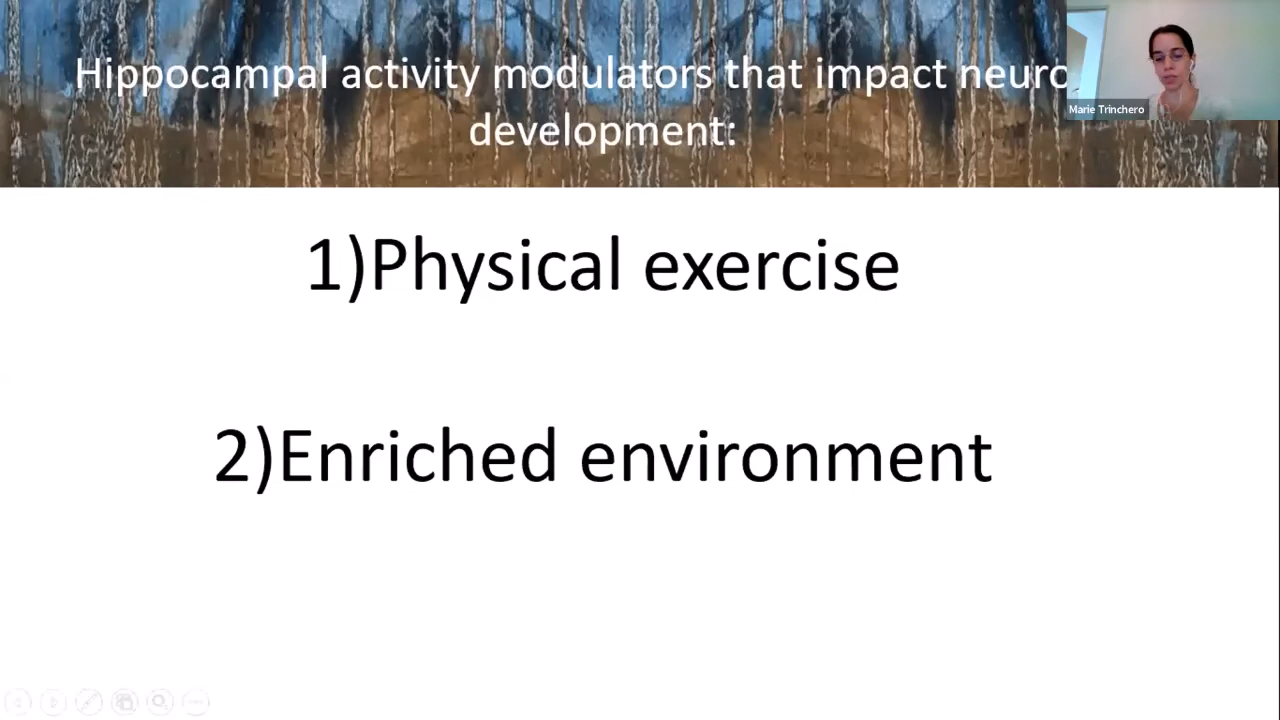 Hippocampal activity modulators that impact neuro
development:
Marie Trinchero
1)Physical exercise
2)Enriched environment